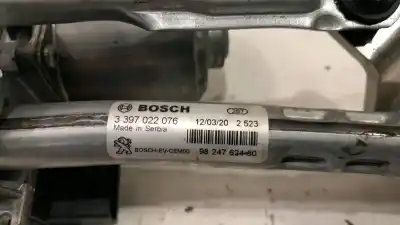 BOSCH
3 397 022 076 12/03/20 2 523
Made in Serbia
BOSCH-EU-OEM00 98 247 624-80